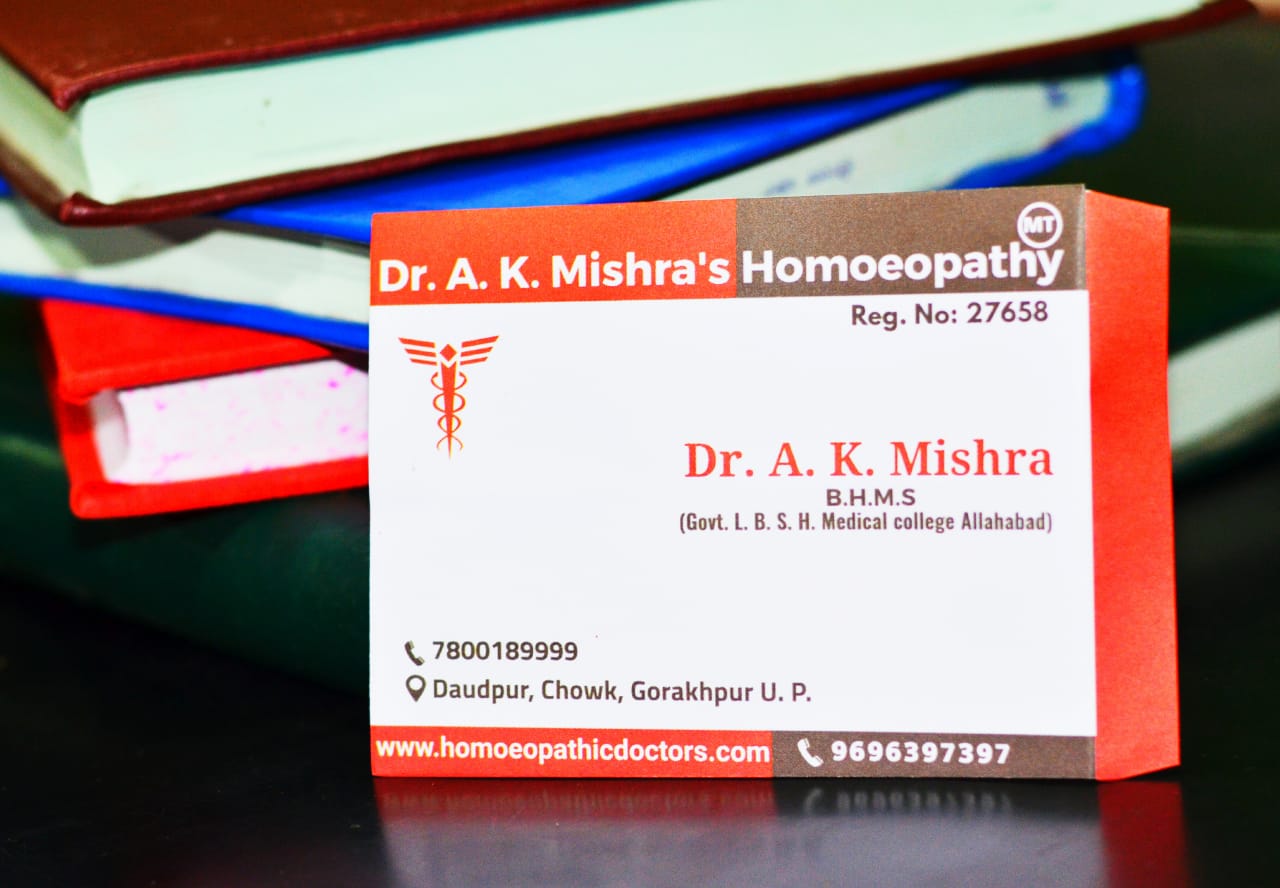 MT
Dr. A. K. Mishra's Homoeopathy
Reg. No: 27658
Dr. A. K. Mishra
B.H.M.S
(Govt. L. B. S. H. Medical college Allahabad)
7800189999
Daudpur, Chowk, Gorakhpur U. P.
www.homoeopathicdoctors.com 9696397397